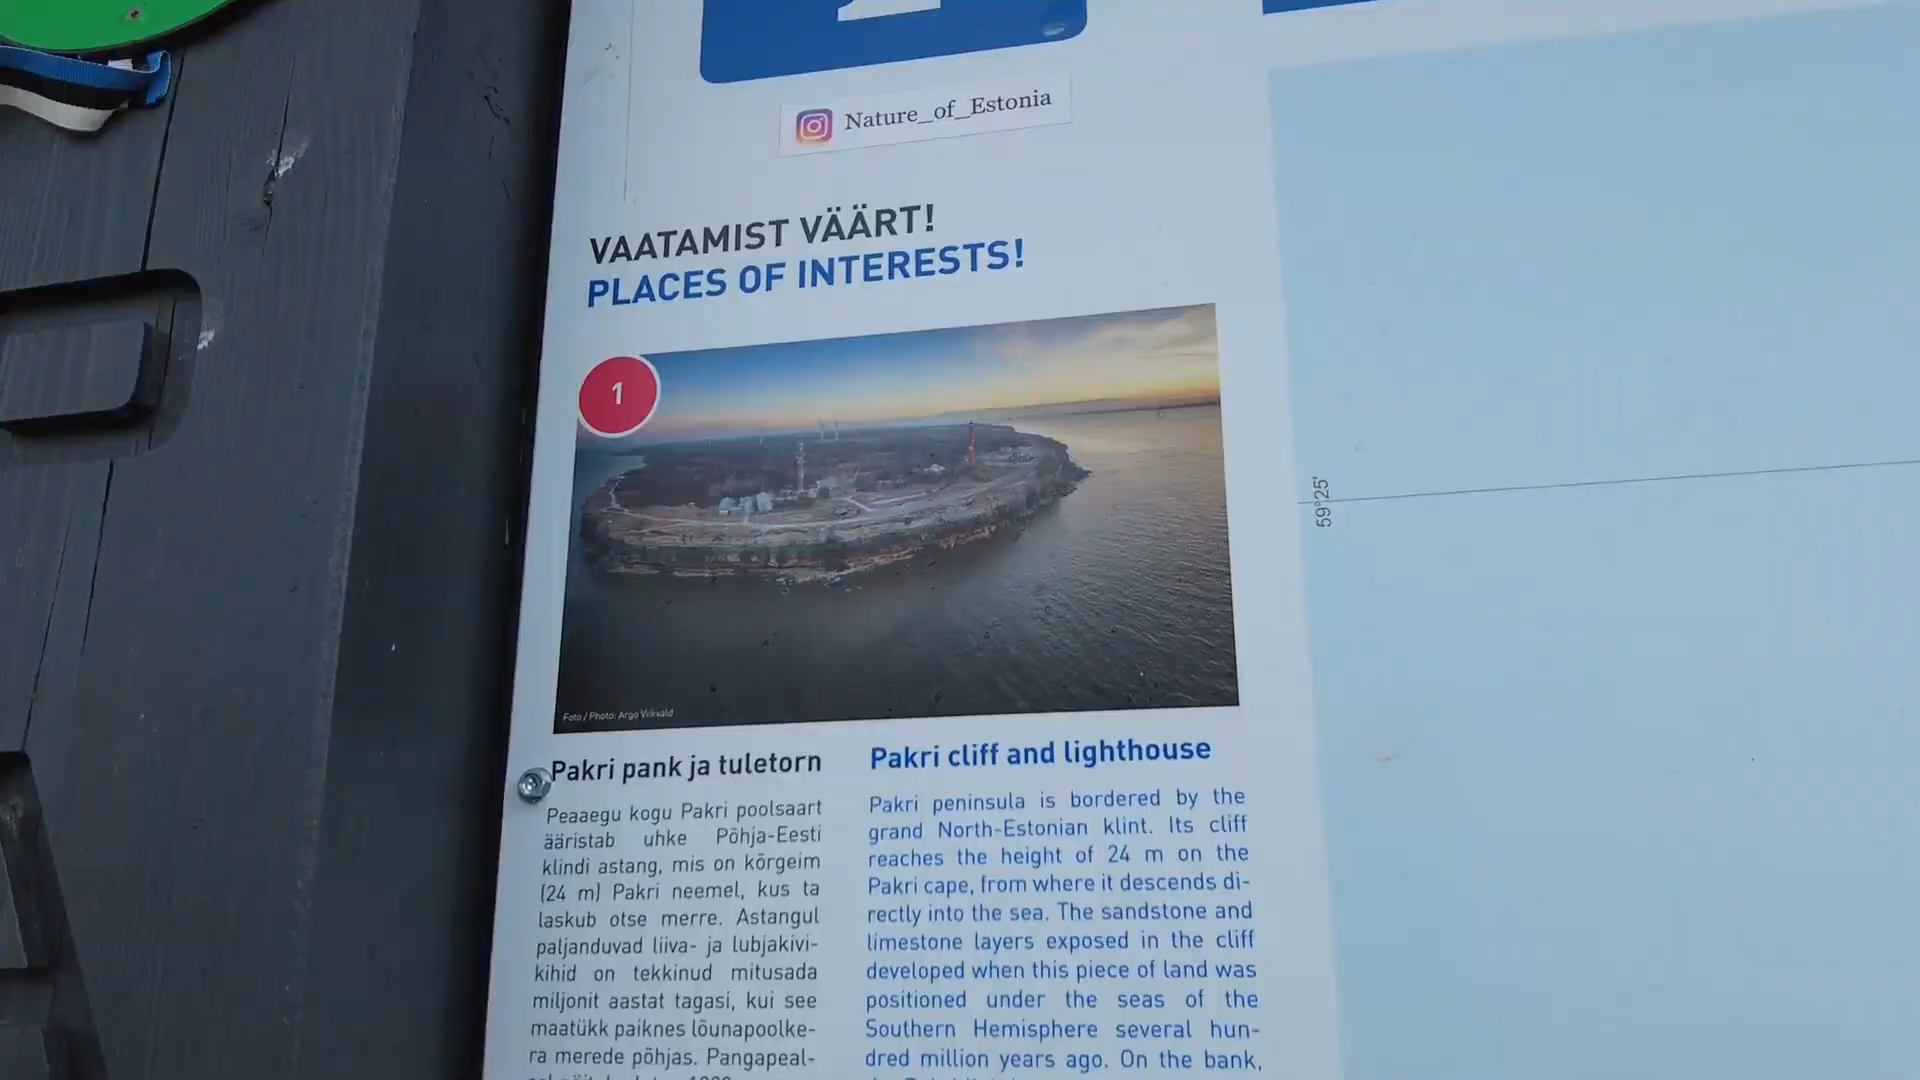 Nature_of_Estonia
VAATAMIST VÄÄRT!
PLACES OF INTERESTS!
1
Foto / Photo: Argo Virkvald
Pakri pank ja tuletorn
Peaaegu kogu Pakri poolsaart
ääristab uhke Põhja-Eesti
klindi astang, mis on kõrgeim
(24 m) Pakri neemel, kus ta
laskub otse merre. Astangul
paljanduvad liiva- ja lubjakivi-
kihid on tekkinud mitusada
miljonit aastat tagasi, kui see
maatükk paiknes lõunapoolke-
ra merede põhjas. Pangapeal-
Pakri cliff and lighthouse
Pakri peninsula is bordered by the
grand North-Estonian klint. Its cliff
reaches the height of 24 m on the
Pakri cape, from where it descends di-
rectly into the sea. The sandstone and
limestone layers exposed in the cliff
developed when this piece of land was
positioned under the seas of the
Southern Hemisphere several hun-
dred million years ago. On the bank,
59°25'